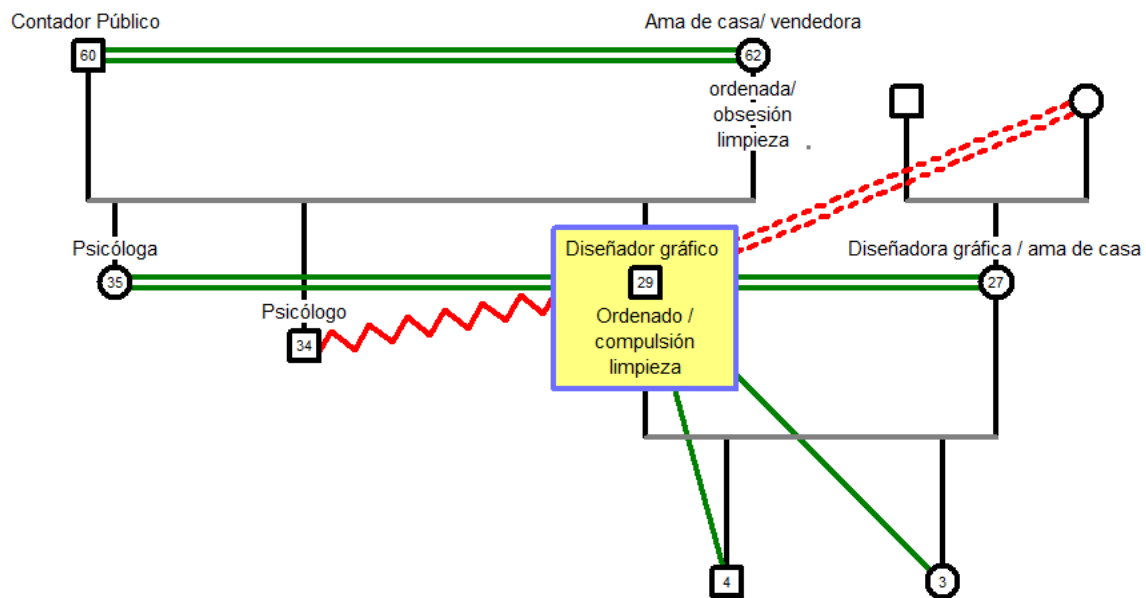 Contador Público
Ama de casa/ vendedora
60
62
ordenada/
obsesión
limpieza
Psicóloga
Diseñador gráfico
Diseñadora gráfica / ama de casa
35
29
27
Psicólogo
Ordenado /
compulsión
limpieza
34
4
3